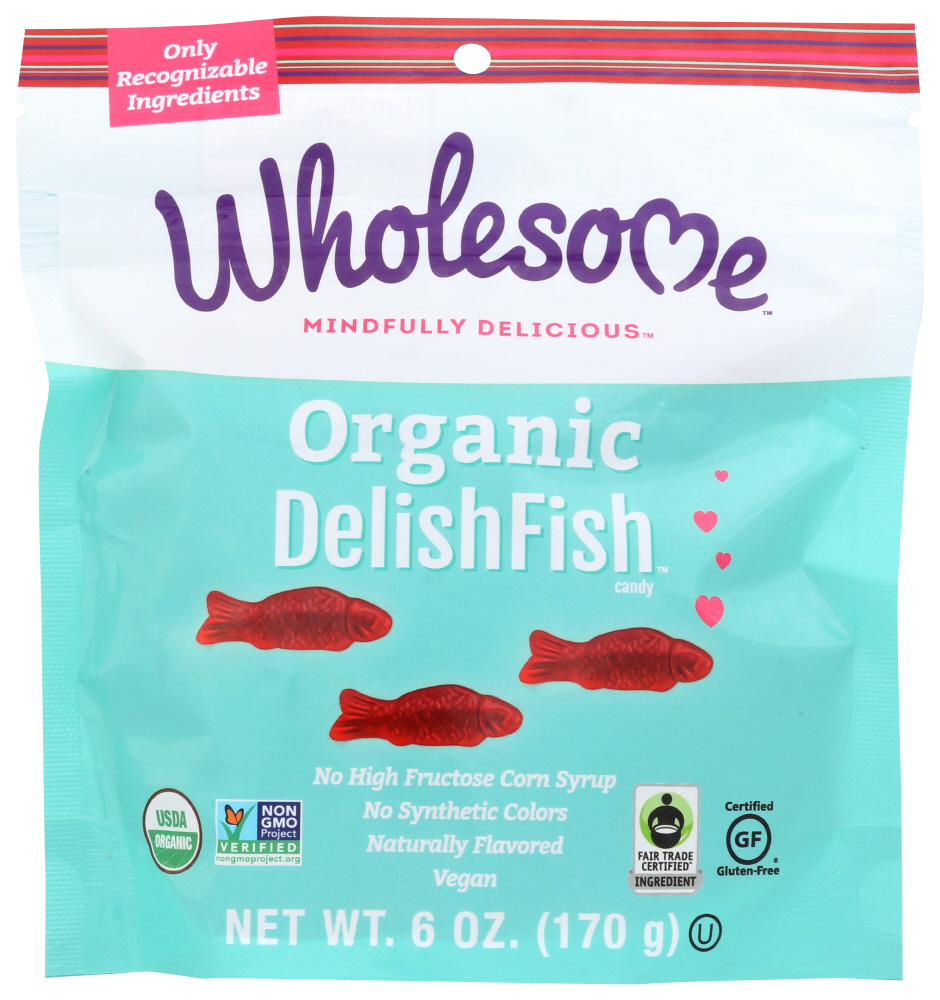 Only
Recognizable
Ingredients
Wholesome™
MINDFULLY DELICIOUS™
Organic
DelishFish™
candy
No High Fructose Corn Syrup
No Synthetic Colors
Naturally Flavored
Vegan
USDA
ORGANIC
NON
GMO
Project
VERIFIED
nongmoproject.org
FAIR TRADE
CERTIFIED™
INGREDIENT
Certified
GF
®
Gluten-Free
NET WT. 6 OZ. (170 g) U